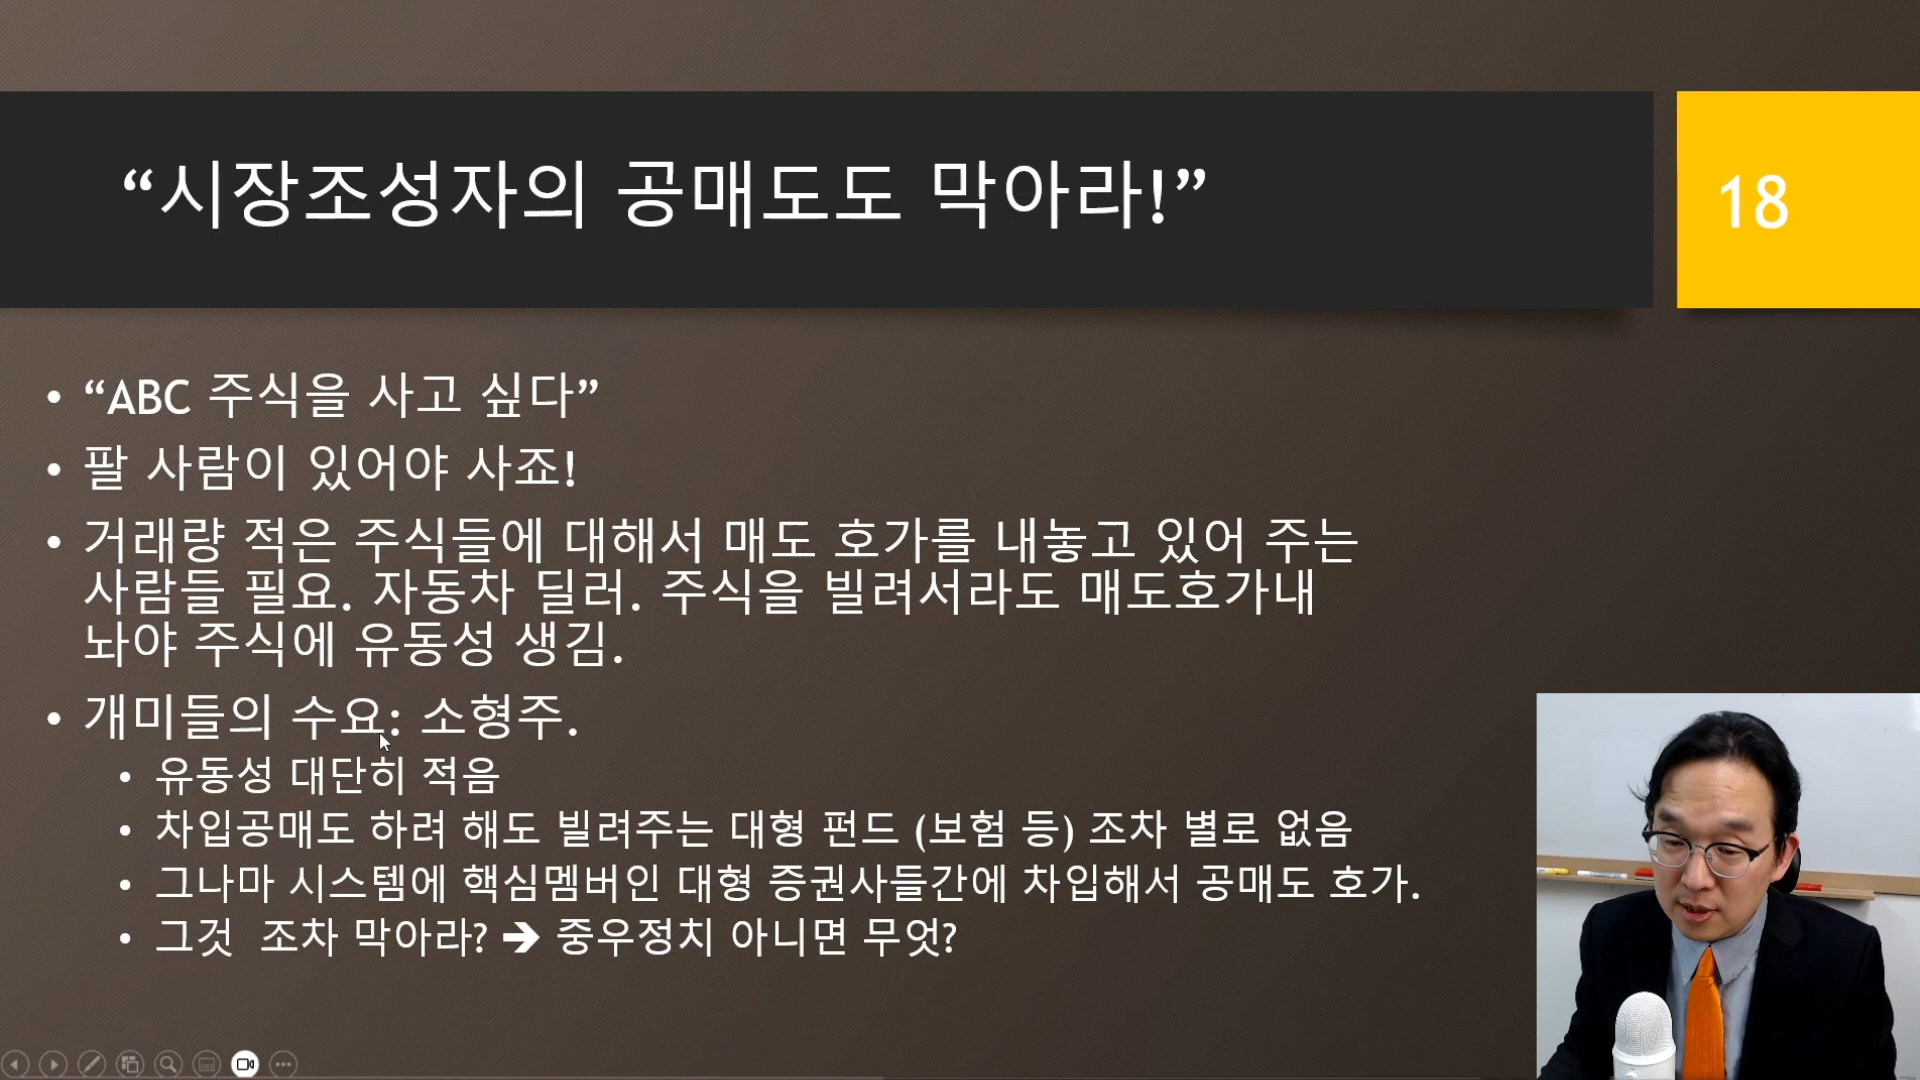 “시장조성자의 공매도도 막아라!”
18
• “ABC 주식을 사고 싶다”
• 팔 사람이 있어야 사죠!
• 거래량 적은 주식들에 대해서 매도 호가를 내놓고 있어 주는
사람들 필요. 자동차 딜러. 주식을 빌려서라도 매도호가내
놔야 주식에 유동성 생김.
• 개미들의 수요: 소형주.
• 유동성 대단히 적음
• 차입공매도 하려 해도 빌려주는 대형 펀드 (보험 등) 조차 별로 없음
• 그나마 시스템에 핵심멤버인 대형 증권사들간에 차입해서 공매도 호가.
• 그것 조차 막아라? ➔ 중우정치 아니면 무엇?